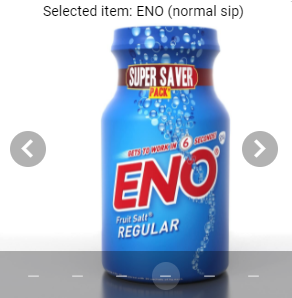 Selected item: ENO (normal sip)
SUPER SAVER
PACK
GETS TO WORK IN 6 SECONDS
ENO
Fruit Salt
REGULAR